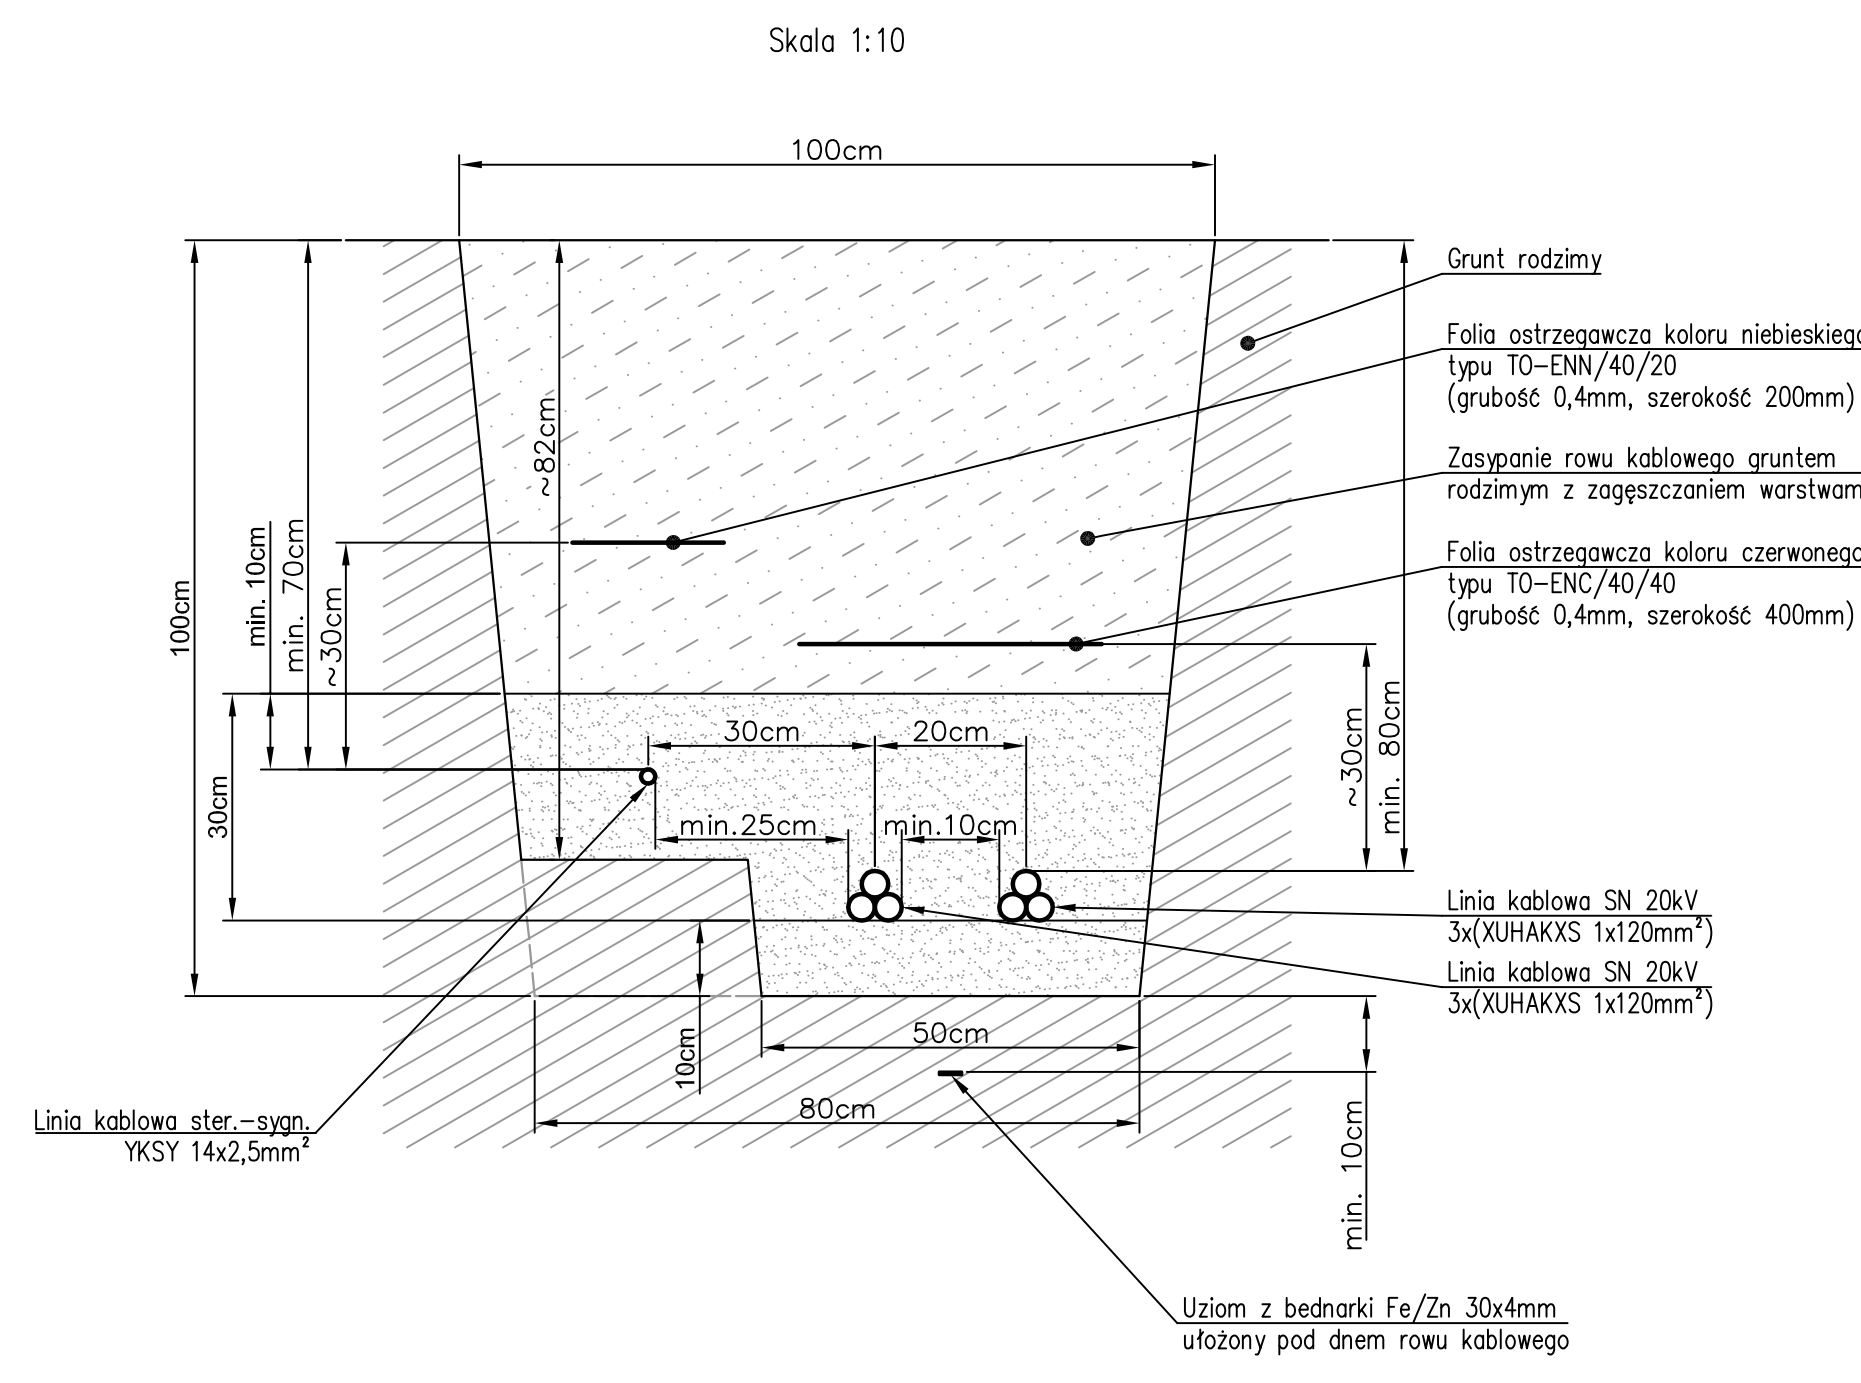 Skala 1:10
100cm
Grunt rodzimy
Folia ostrzegawcza koloru niebieskiego
typu TO-ENN/40/20
(grubość 0,4mm, szerokość 200mm)
~82cm
Zasypanie rowu kablowego gruntem
rodzimym z zagęszczaniem warstwam
Folia ostrzegawcza koloru czerwonego
typu TO-ENC/40/40
(grubość 0,4mm, szerokość 400mm)
100cm
min. 10cm
min. 70cm
~30cm
30cm
30cm
20cm
min.25cm
min.10cm
~30cm
min. 80cm
Linia kablowa SN 20kV
3x(XUHAKXS 1x120mm²)
Linia kablowa SN 20kV
3x(XUHAKXS 1x120mm²)
10cm
50cm
80cm
min. 10cm
Linia kablowa ster.-sygn.
YKSY 14x2,5mm²
Uziom z bednarki Fe/Zn 30x4mm
ułożony pod dnem rowu kablowego